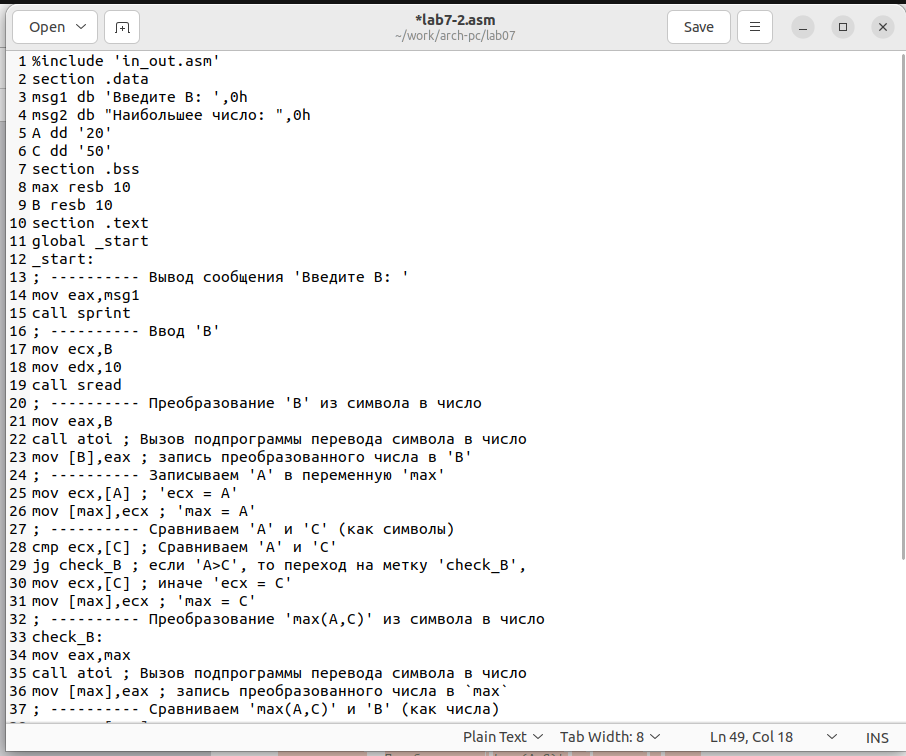 Open
*lab7-2.asm
~/work/arch-pc/lab07
Save
1 %include 'in_out.asm'
2 section .data
3 msg1 db 'Введите B: ',0h
4 msg2 db "Наибольшее число: ",0h
5 A dd '20'
6 C dd '50'
7 section .bss
8 max resb 10
9 B resb 10
10 section .text
11 global _start
12 _start:
13 ; ---------- Вывод сообщения 'Введите B: '
14 mov eax,msg1
15 call sprint
16 ; ---------- Ввод 'B'
17 mov ecx,B
18 mov edx,10
19 call sread
20 ; ---------- Преобразование 'B' из символа в число
21 mov eax,B
22 call atoi ; Вызов подпрограммы перевода символа в число
23 mov [B],eax ; запись преобразованного числа в 'B'
24 ; ---------- Записываем 'A' в переменную 'max'
25 mov ecx,[A] ; 'ecx = A'
26 mov [max],ecx ; 'max = A'
27 ; ---------- Сравниваем 'A' и 'С' (как символы)
28 cmp ecx,[C] ; Сравниваем 'A' и 'С'
29 jg check_B ; если 'A>C', то переход на метку 'check_B',
30 mov ecx,[C] ; иначе 'ecx = C'
31 mov [max],ecx ; 'max = C'
32 ; ---------- Преобразование 'max(A,C)' из символа в число
33 check_B:
34 mov eax,max
35 call atoi ; Вызов подпрограммы перевода символа в число
36 mov [max],eax ; запись преобразованного числа в `max`
37 ; ---------- Сравниваем 'max(A,C)' и 'B' (как числа)
Plain Text
Tab Width: 8
Ln 49, Col 18
INS